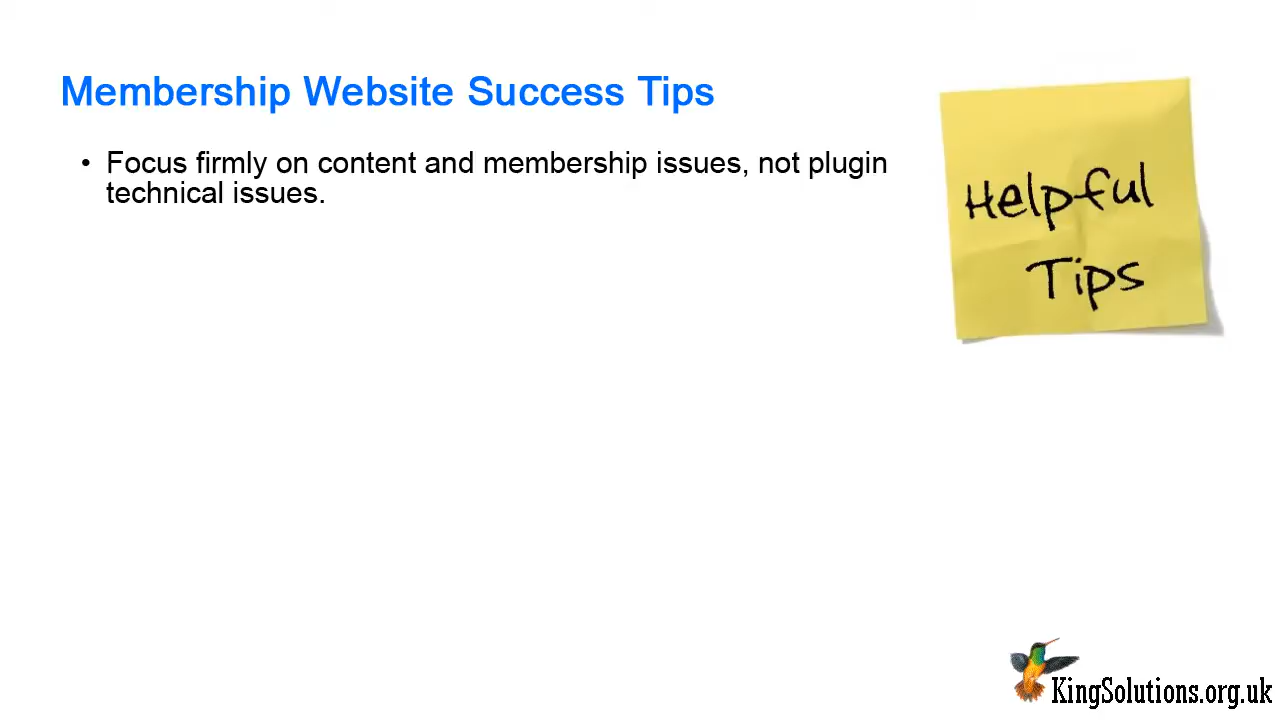 Membership Website Success Tips
• Focus firmly on content and membership issues, not plugin
technical issues.
Helpful
Tips
KingSolutions.org.uk